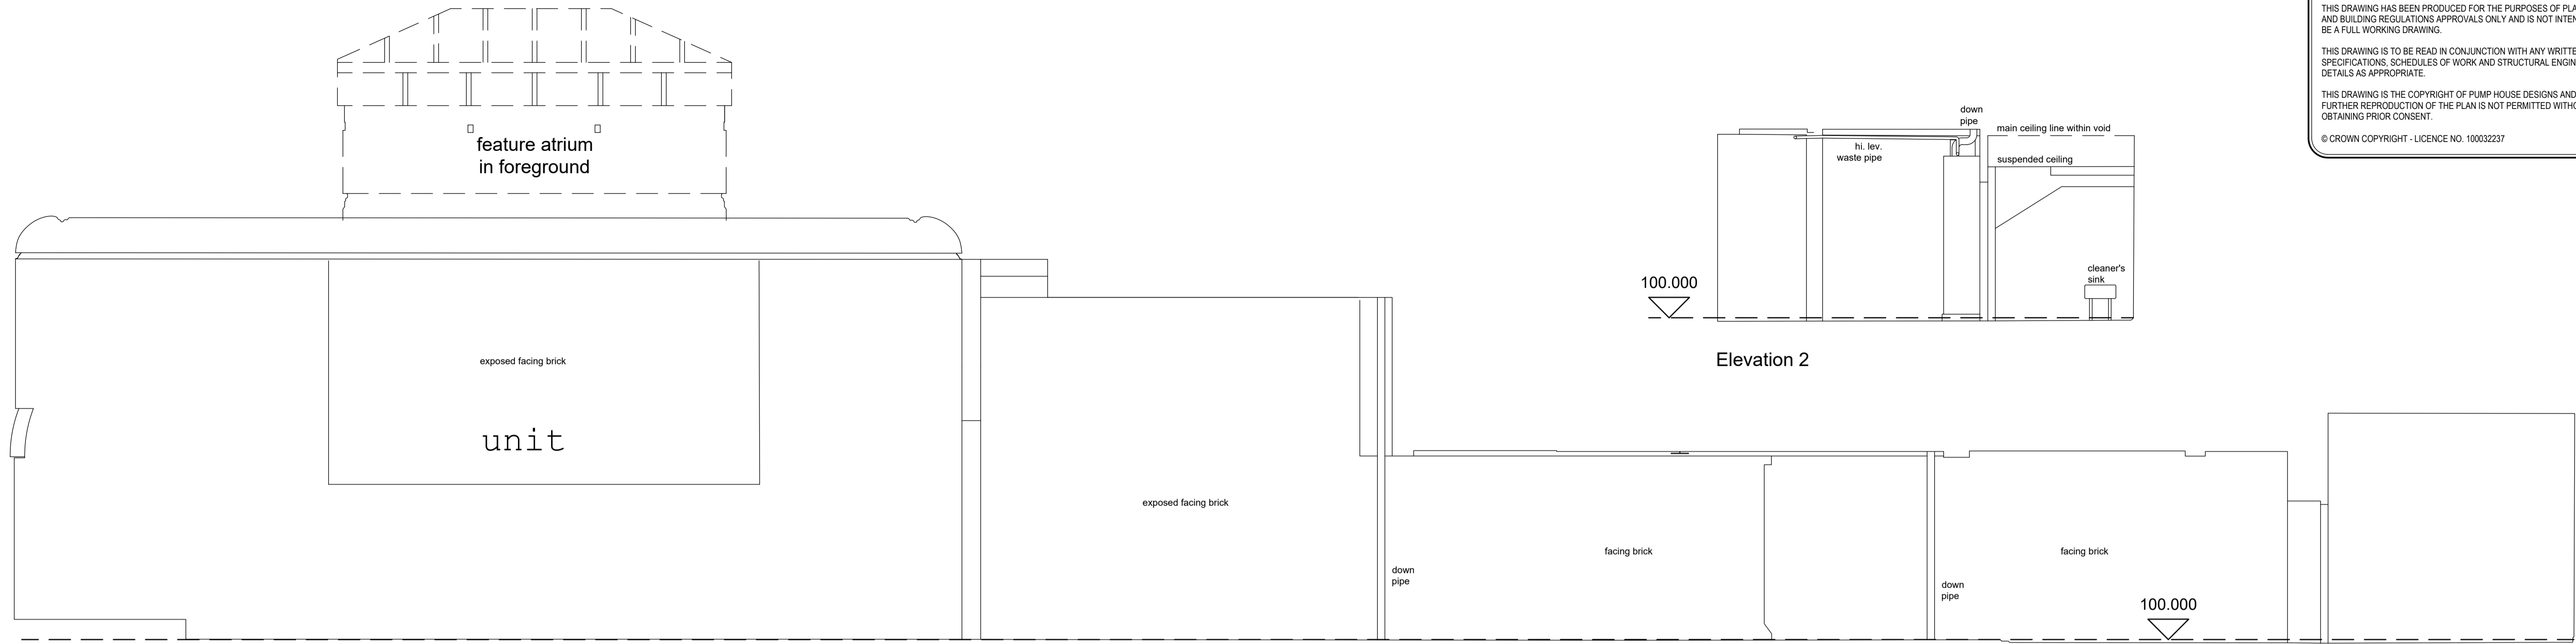 THIS DRAWING HAS BEEN PRODUCED FOR THE PURPOSES OF
AND BUILDING REGULATIONS APPROVALS ONLY AND IS NOT
BE A FULL WORKING DRAWING.
THIS DRAWING IS TO BE READ IN CONJUNCTION WITH ANY
SPECIFICATIONS, SCHEDULES OF WORK AND STRUCTURAL
DETAILS AS APPROPRIATE.
THIS DRAWING IS THE COPYRIGHT OF PUMP HOUSE DESIGNS AND
FURTHER REPRODUCTION OF THE PLAN IS NOT PERMITTED
OBTAINING PRIOR CONSENT.
© CROWN COPYRIGHT - LICENCE NO. 100032237
feature atrium
in foreground
down
pipe
main ceiling line within void
hi. lev.
waste pipe
suspended ceiling
cleaner's
sink
100.000
Elevation 2
exposed facing brick
unit
exposed facing brick
down
pipe
facing brick
down
pipe
facing brick
100.000